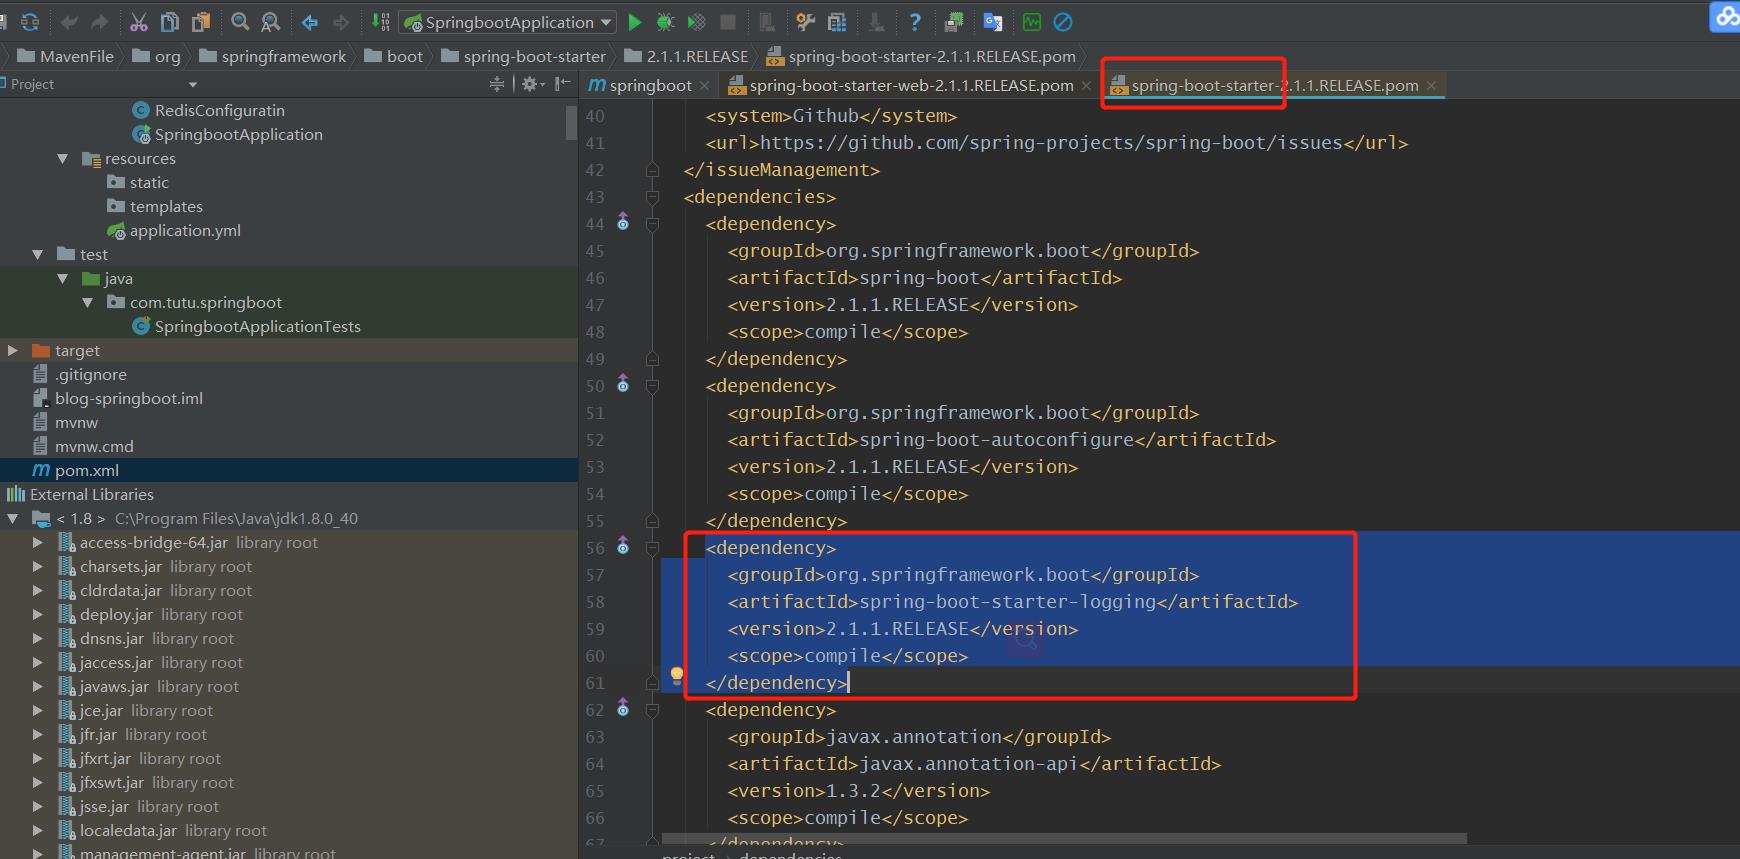 SpringbootApplication
MavenFile org springframework boot spring-boot-starter 2.1.1.RELEASE spring-boot-starter-2.1.1.RELEASE.pom
Project
springboot spring-boot-starter-web-2.1.1.RELEASE.pom spring-boot-starter-2.1.1.RELEASE.pom
RedisConfiguratin
SpringbootApplication
resources
static
templates
application.yml
test
java
com.tutu.springboot
SpringbootApplicationTests
target
.gitignore
blog-springboot.iml
mvnw
mvnw.cmd
pom.xml
External Libraries
< 1.8 > C:\Program Files\Java\jdk1.8.0_40
access-bridge-64.jar library root
charsets.jar library root
cldrdata.jar library root
deploy.jar library root
dnsns.jar library root
jaccess.jar library root
javaws.jar library root
jce.jar library root
jfr.jar library root
jfxrt.jar library root
jfxswt.jar library root
jsse.jar library root
localedata.jar library root
management-agent.jar library root
40 <system>Github</system>
41 <url>https://github.com/spring-projects/spring-boot/issues</url>
42 </issueManagement>
43 <dependencies>
44 <dependency>
45 <groupId>org.springframework.boot</groupId>
46 <artifactId>spring-boot</artifactId>
47 <version>2.1.1.RELEASE</version>
48 <scope>compile</scope>
49 </dependency>
50 <dependency>
51 <groupId>org.springframework.boot</groupId>
52 <artifactId>spring-boot-autoconfigure</artifactId>
53 <version>2.1.1.RELEASE</version>
54 <scope>compile</scope>
55 </dependency>
56 <dependency>
57 <groupId>org.springframework.boot</groupId>
58 <artifactId>spring-boot-starter-logging</artifactId>
59 <version>2.1.1.RELEASE</version>
60 <scope>compile</scope>
61 </dependency>
62 <dependency>
63 <groupId>javax.annotation</groupId>
64 <artifactId>javax.annotation-api</artifactId>
65 <version>1.3.2</version>
66 <scope>compile</scope>
67 </dependency>
project dependencies